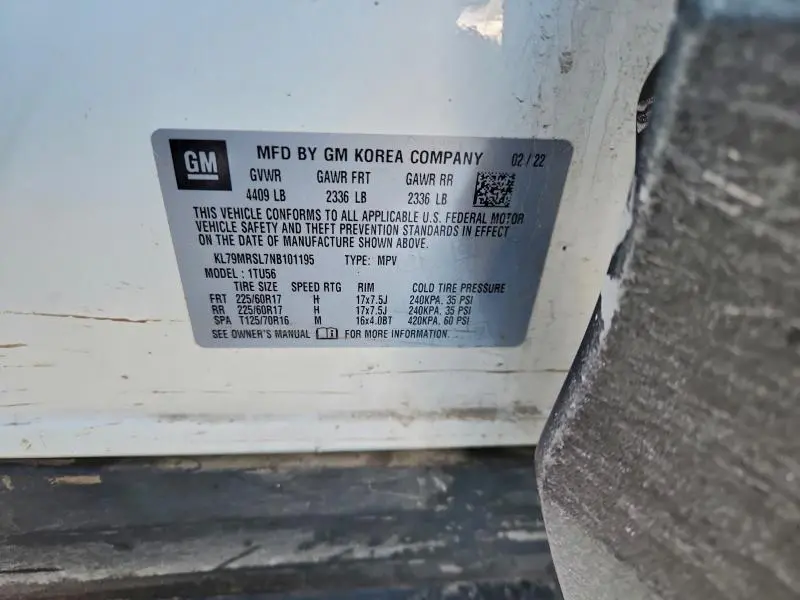 GM MFD BY GM KOREA COMPANY 02 / 22
GVWR GAWR FRT GAWR RR
4409 LB 2336 LB 2336 LB
THIS VEHICLE CONFORMS TO ALL APPLICABLE U.S. FEDERAL MOTOR
VEHICLE SAFETY AND THEFT PREVENTION STANDARDS IN EFFECT
ON THE DATE OF MANUFACTURE SHOWN ABOVE.
KL79MRSL7NB101195 TYPE: MPV
MODEL : 1TU56
TIRE SIZE SPEED RTG RIM COLD TIRE PRESSURE
FRT 225/60R17 H 17x7.5J 240KPA. 35 PSI
RR 225/60R17 H 17x7.5J 240KPA. 35 PSI
SPA T125/70R16 M 16x4.0BT 420KPA. 60 PSI
SEE OWNER'S MANUAL FOR MORE INFORMATION.